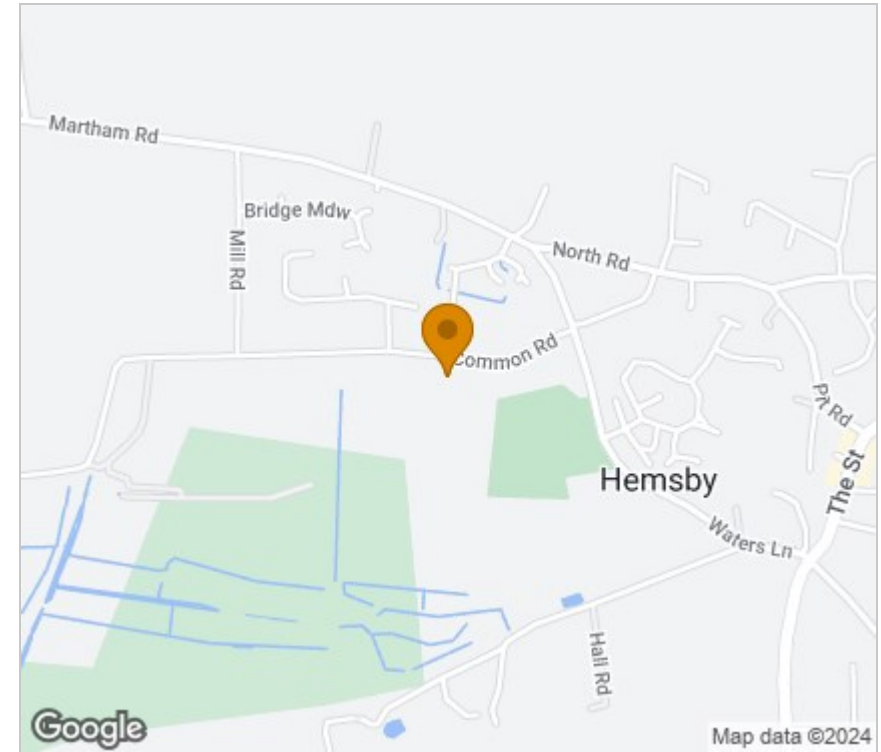 Martham Rd
Bridge Mdw
Mill Rd
North Rd
Common Rd
Pit Rd
Hemsby
The St
Waters Ln
Hall Rd
Google
Map data ©2024